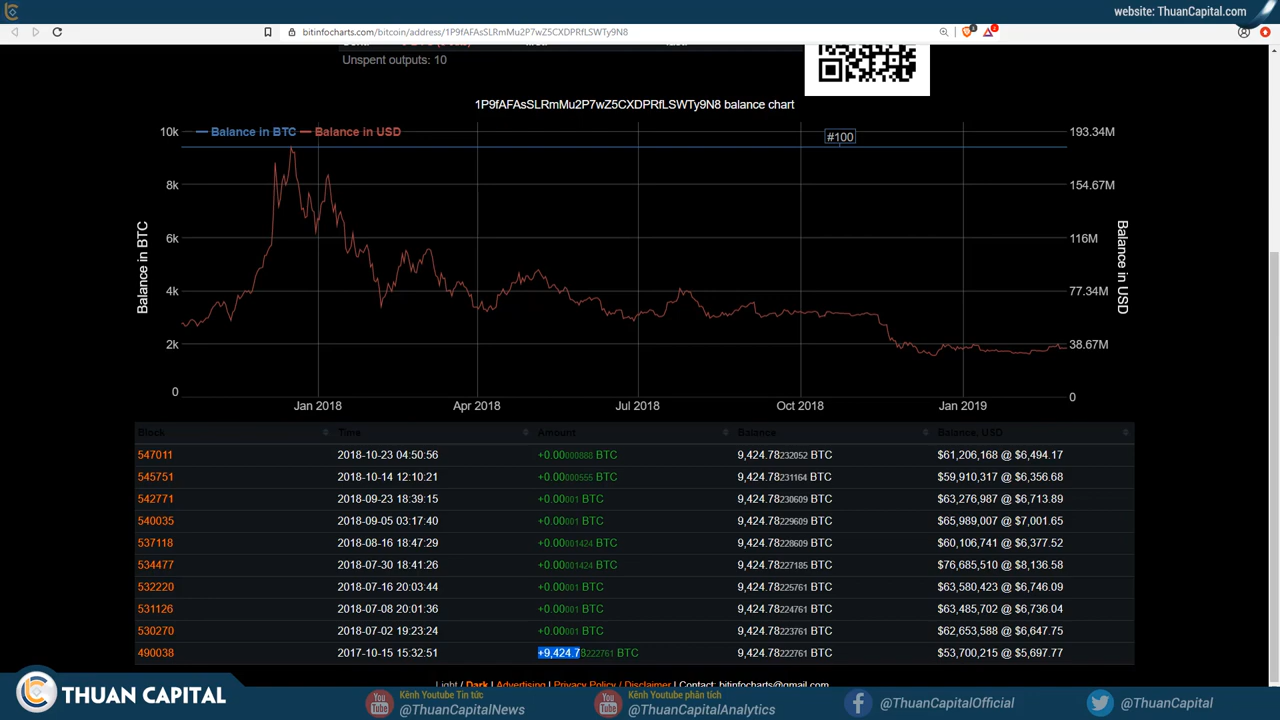 website: ThuanCapital.com
bitinfocharts.com/bitcoin/address/1P9fAFAsSLRmMu2P7wZ5CXDPRfLSWTy9N8
Unspent outputs: 10
1P9fAFAsSLRmMu2P7wZ5CXDPRfLSWTy9N8 balance chart
Balance in BTC Balance in USD
#100
10k 193.34M
8k 154.67M
6k 116M
4k 77.34M
2k 38.67M
0 0
Balance in BTC
Balance in USD
Jan 2018 Apr 2018 Jul 2018 Oct 2018 Jan 2019
Block Time Amount Balance Balance, USD
547011 2018-10-23 04:50:56 +0.00000888 BTC 9,424.78232052 BTC $61,206,168 @ $6,494.17
545751 2018-10-14 12:10:21 +0.00000555 BTC 9,424.78231164 BTC $59,910,317 @ $6,356.68
542771 2018-09-23 18:39:15 +0.00001 BTC 9,424.78230609 BTC $63,276,987 @ $6,713.89
540035 2018-09-05 03:17:40 +0.00001 BTC 9,424.78229609 BTC $65,989,007 @ $7,001.65
537118 2018-08-16 18:47:29 +0.00001424 BTC 9,424.78228609 BTC $60,106,741 @ $6,377.52
534477 2018-07-30 18:41:26 +0.00001424 BTC 9,424.78227185 BTC $76,685,510 @ $8,136.58
532220 2018-07-16 20:03:44 +0.00001 BTC 9,424.78225761 BTC $63,580,423 @ $6,746.09
531126 2018-07-08 20:01:36 +0.00001 BTC 9,424.78224761 BTC $63,485,702 @ $6,736.04
530270 2018-07-02 19:23:24 +0.00001 BTC 9,424.78223761 BTC $62,653,588 @ $6,647.75
490038 2017-10-15 15:32:51 +9,424.78222761 BTC 9,424.78222761 BTC $53,700,215 @ $5,697.77
Light / Dark | Advertising | Privacy Policy / Disclaimer | Contact: bitinfocharts@gmail.com
THUAN CAPITAL
Kênh Youtube Tin tức
@ThuanCapitalNews
Kênh Youtube phân tích
@ThuanCapitalAnalytics
@ThuanCapitalOfficial
@ThuanCapital